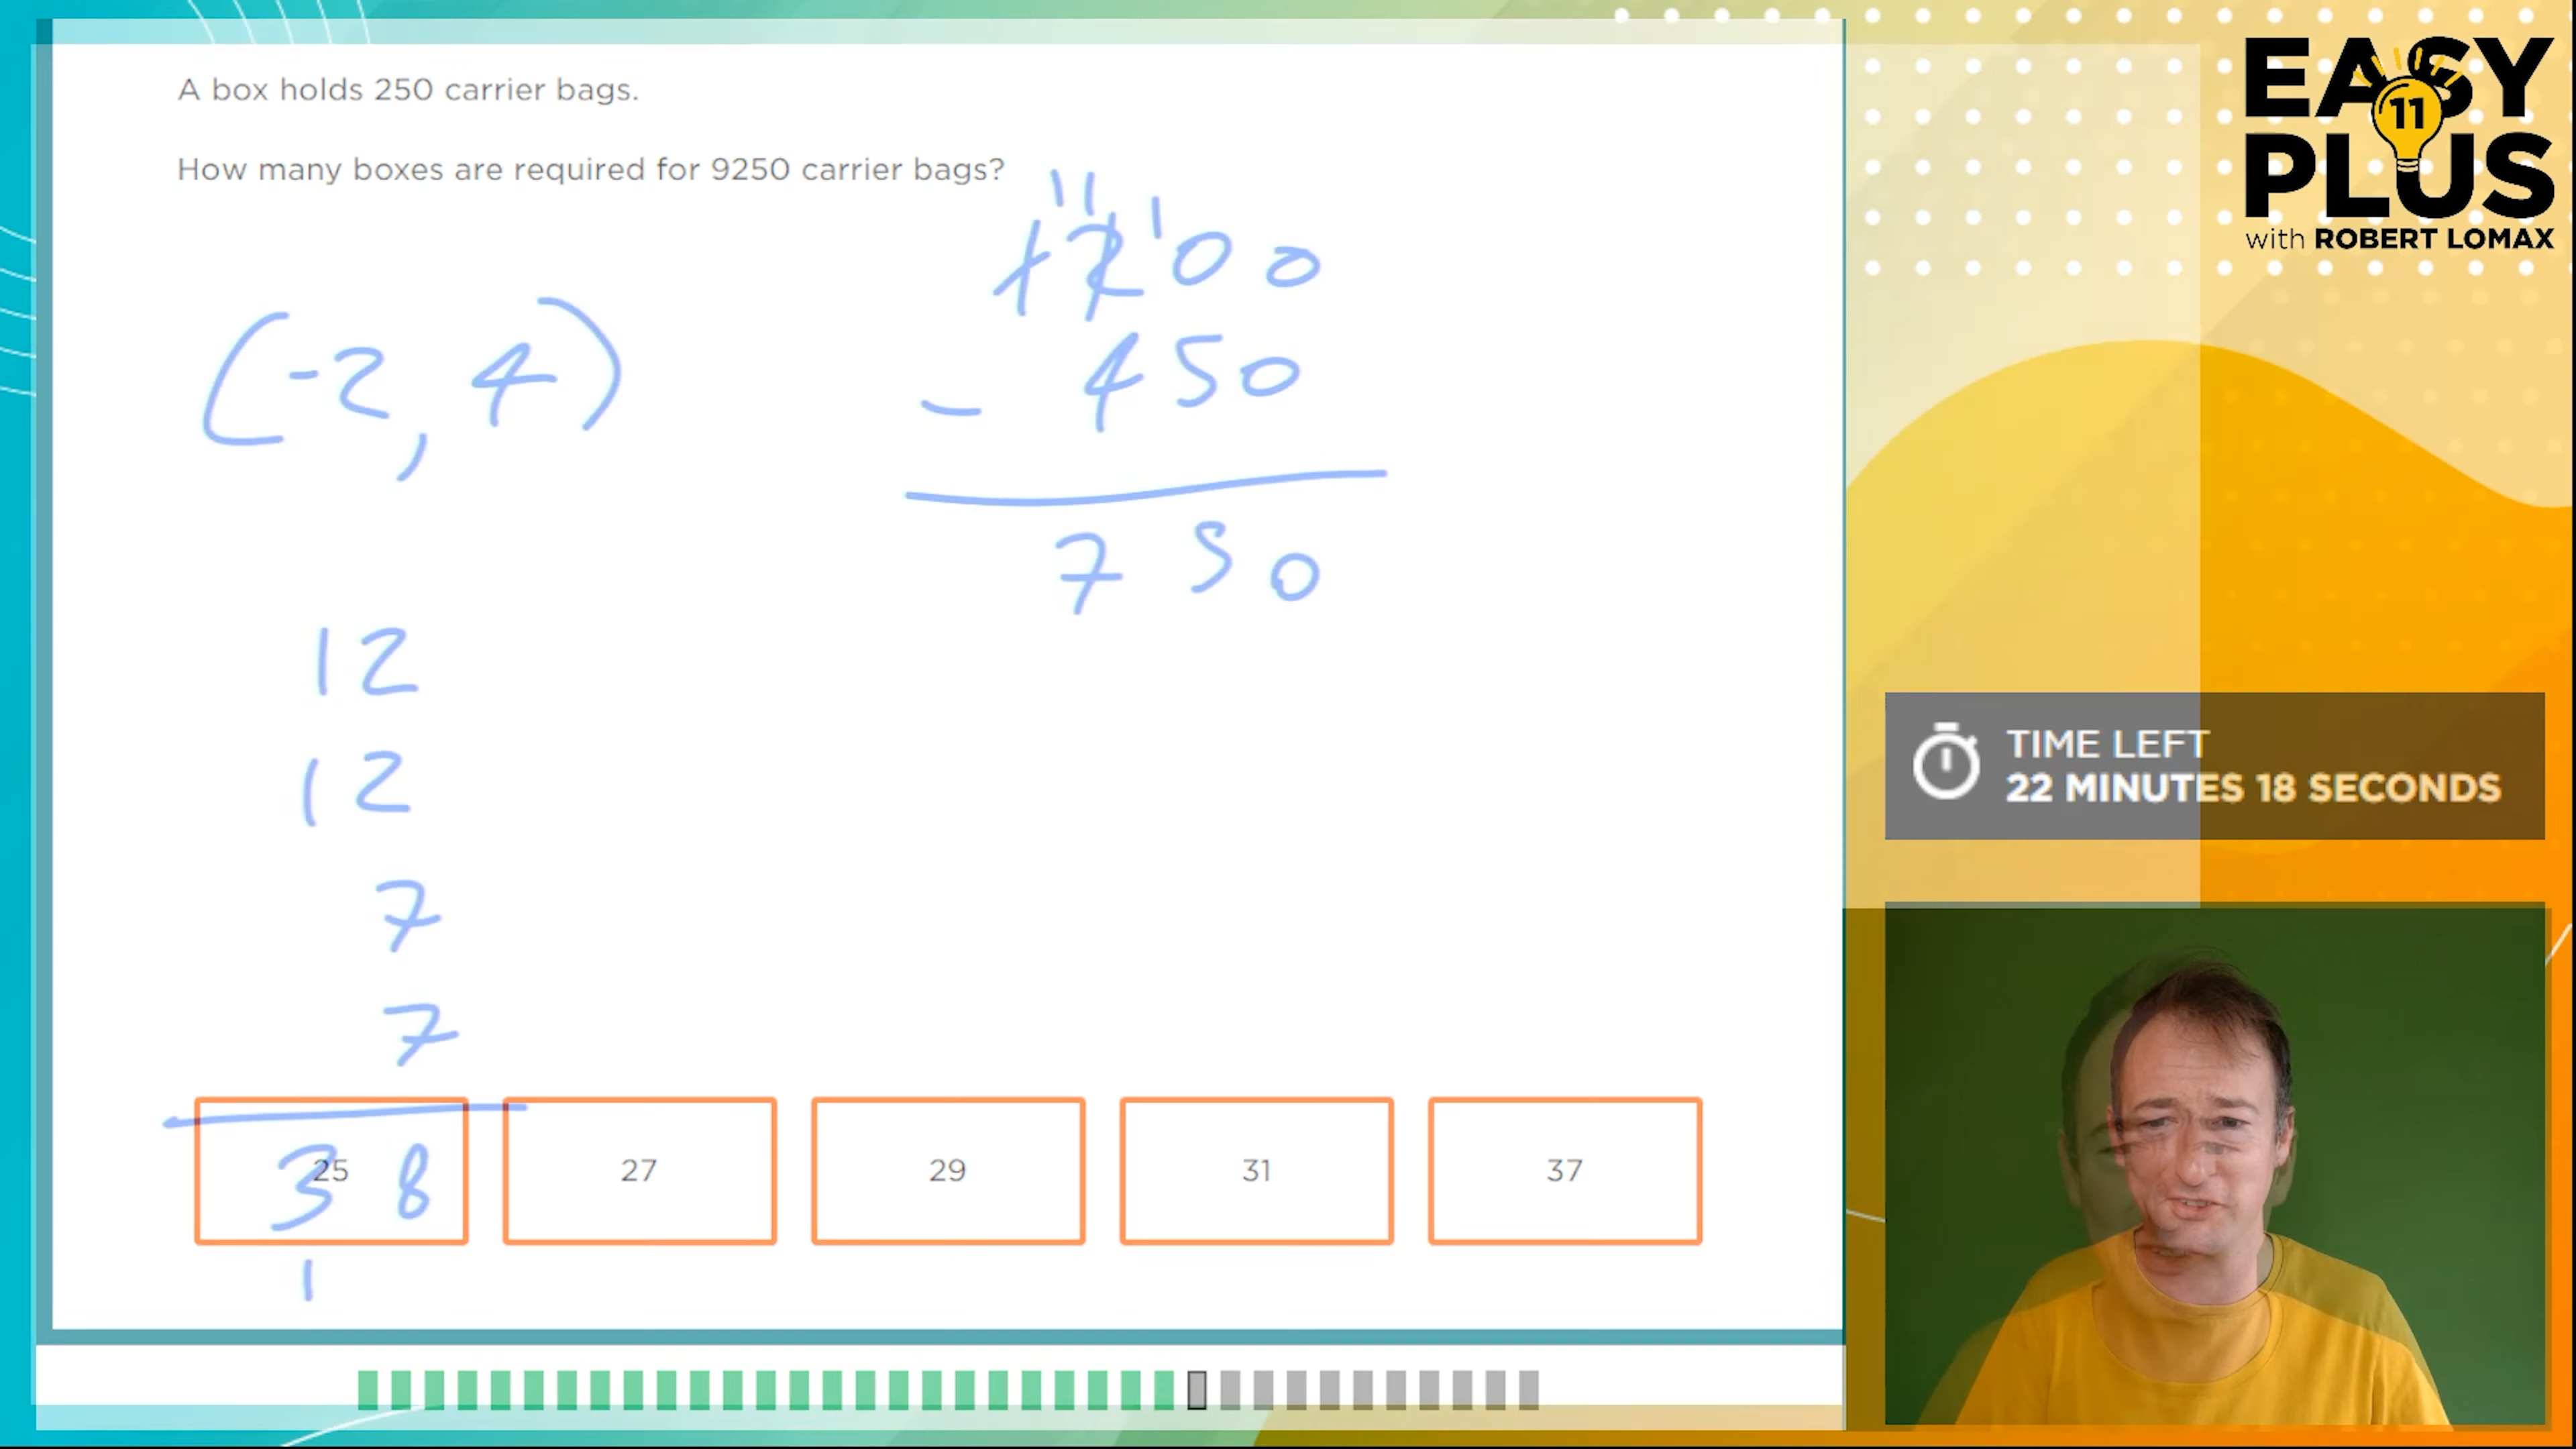 A box holds 250 carrier bags.
How many boxes are required for 9250 carrier bags?
11 1
1200
- 450
750
(-2, 4)
12
12
7
7
38
1
25
27
29
31
37
EASY
11
PLUS
with ROBERT LOMAX
TIME LEFT
22 MINUTES 18 SECONDS